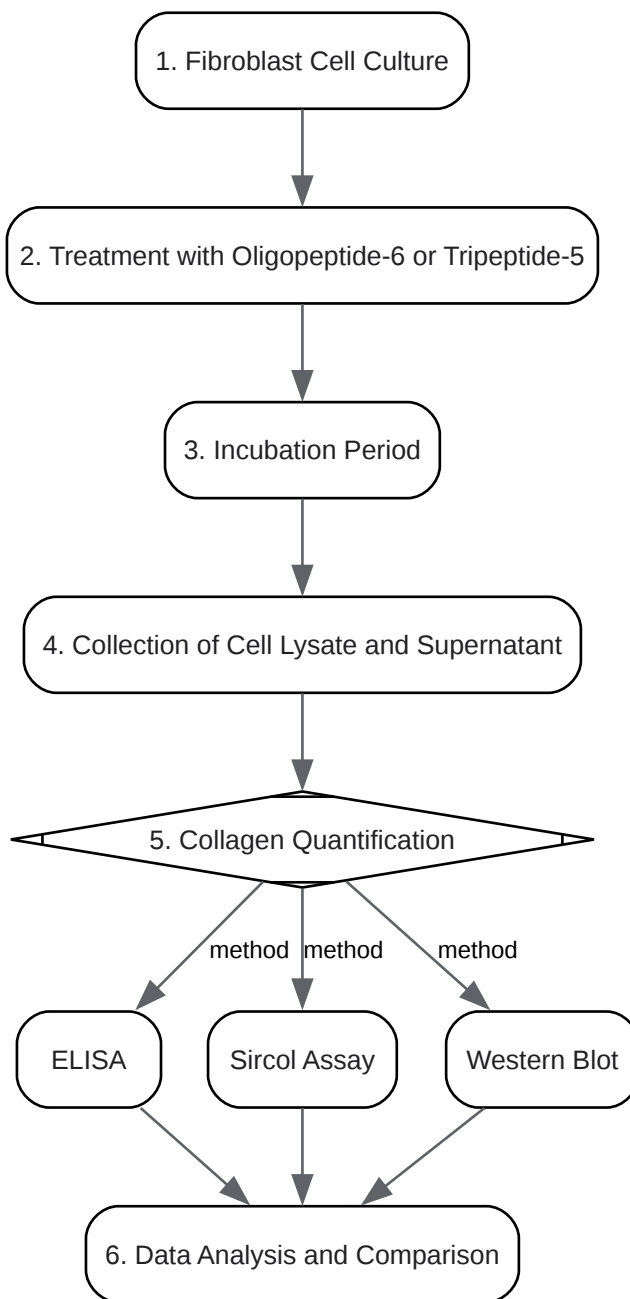 1. Fibroblast Cell Culture
2. Treatment with Oligopeptide-6 or Tripeptide-5
3. Incubation Period
4. Collection of Cell Lysate and Supernatant
5. Collagen Quantification
method
method
method
ELISA
Sircol Assay
Western Blot
6. Data Analysis and Comparison